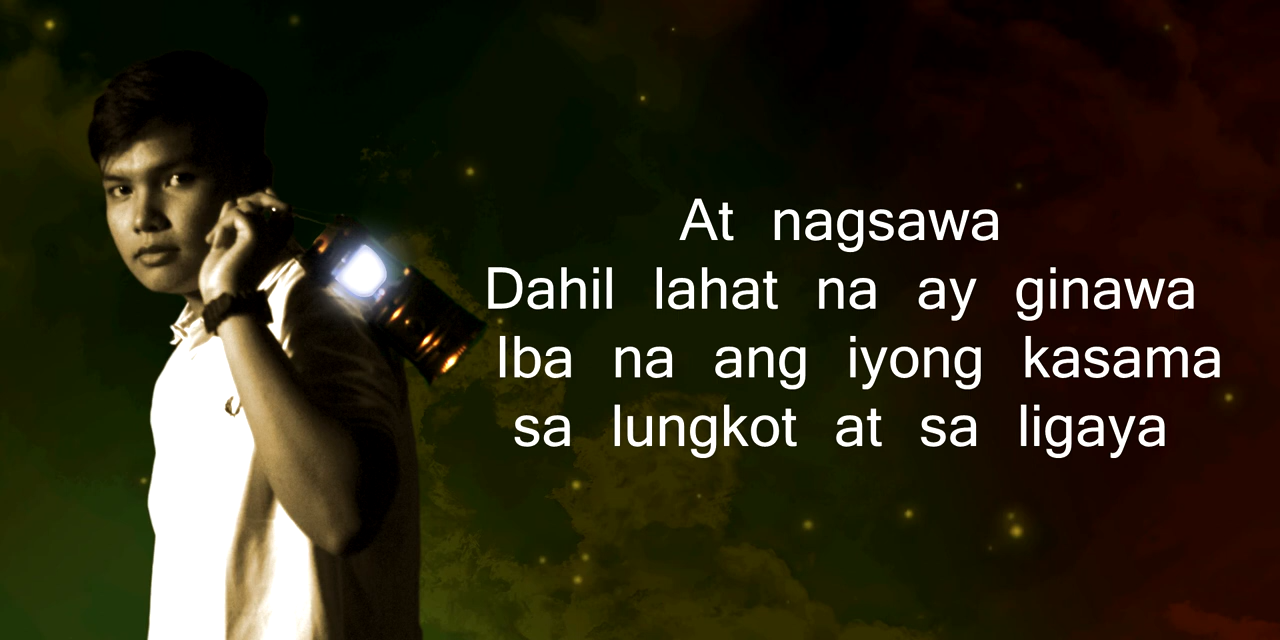 At nagsawa
Dahil lahat na ay ginawa
Iba na ang iyong kasama
sa lungkot at sa ligaya